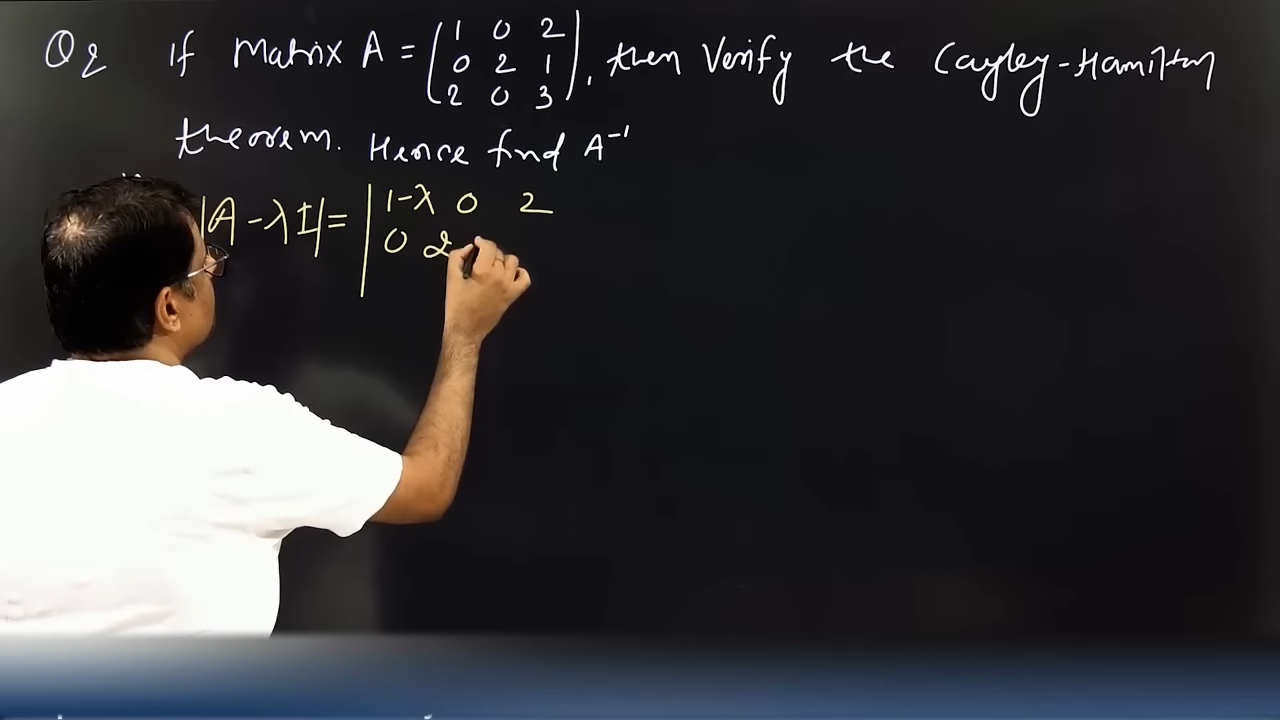 Q2 If Matrix A = (1 0 2
0 2 1
2 0 3), then Verify the Cayley-Hamilton
theorem. Hence find A⁻¹
|A - λI| = | 1-λ 0 2
0 2